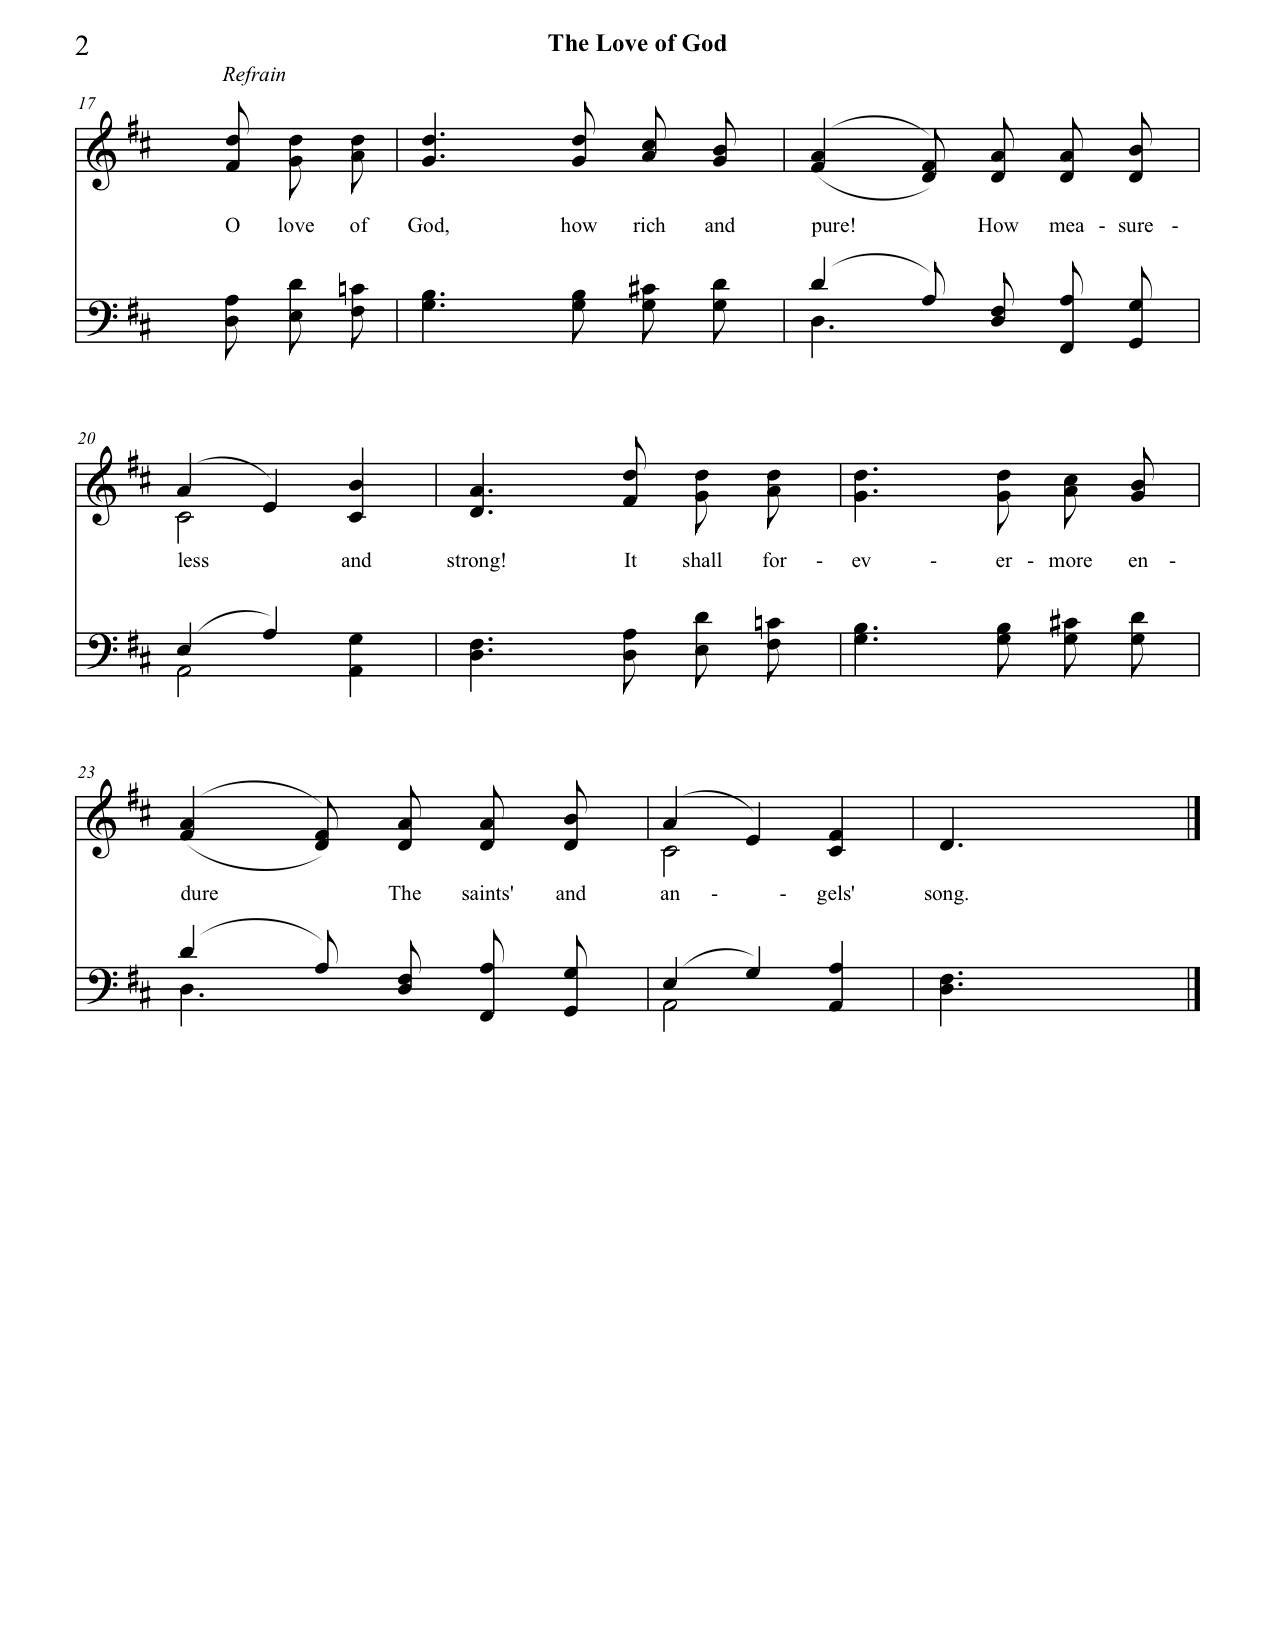 2
The Love of God
Refrain
17
O love of God, how rich and pure! How mea - sure -
20
less and strong! It shall for - ev - er - more en -
23
dure The saints' and an - - gels' song.